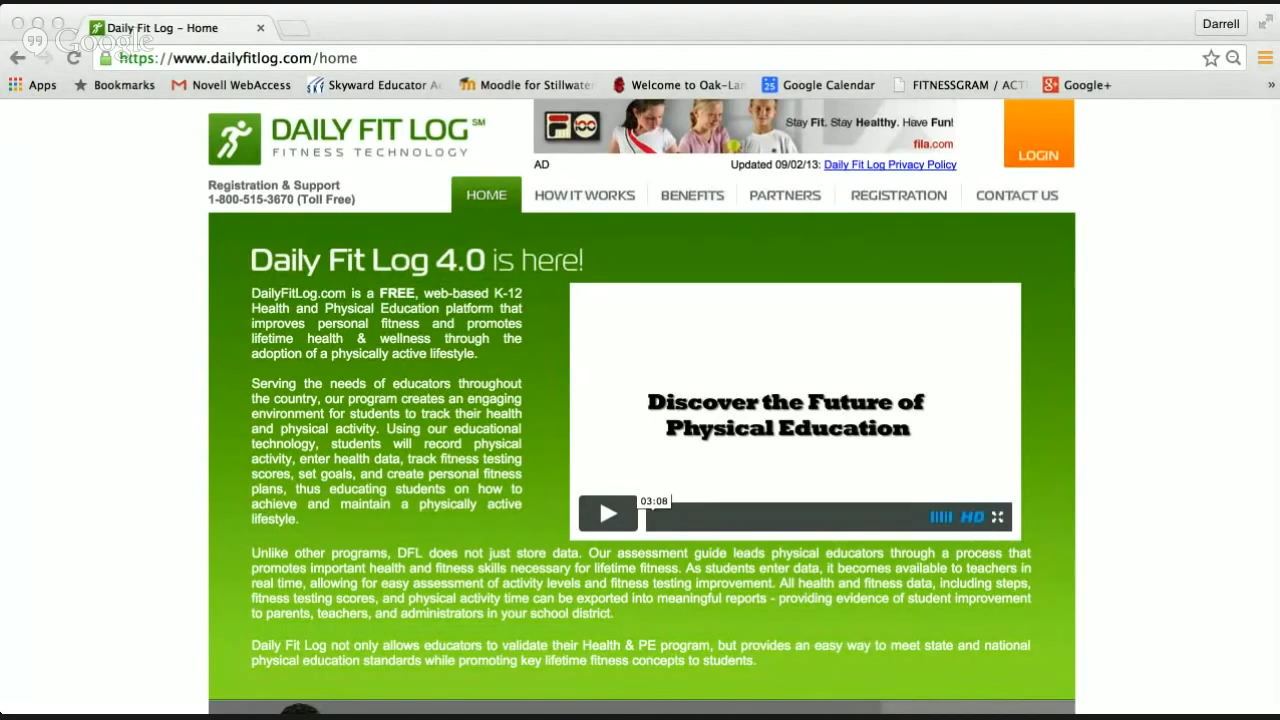 Daily Fit Log - Home
Darrell
Google
https://www.dailyfitlog.com/home
Apps Bookmarks Novell WebAccess Skyward Educator Ac Moodle for Stillwater Welcome to Oak-Lan 25 Google Calendar FITNESSGRAM / ACTI Google+ »
DAILY FIT LOG SM
FITNESS TECHNOLOGY
FILA 100
Stay Fit. Stay Healthy. Have Fun!
fila.com
LOGIN
AD
Updated 09/02/13: Daily Fit Log Privacy Policy
Registration & Support
1-800-515-3670 (Toll Free)
HOME HOW IT WORKS BENEFITS PARTNERS REGISTRATION CONTACT US
Daily Fit Log 4.0 is here!
DailyFitLog.com is a FREE, web-based K-12
Health and Physical Education platform that
improves personal fitness and promotes
lifetime health & wellness through the
adoption of a physically active lifestyle.
Serving the needs of educators throughout
the country, our program creates an engaging
environment for students to track their health
and physical activity. Using our educational
technology, students will record physical
activity, enter health data, track fitness testing
scores, set goals, and create personal fitness
plans, thus educating students on how to
achieve and maintain a physically active
lifestyle.
Discover the Future of
Physical Education
03:08
HD
Unlike other programs, DFL does not just store data. Our assessment guide leads physical educators through a process that
promotes important health and fitness skills necessary for lifetime fitness. As students enter data, it becomes available to teachers in
real time, allowing for easy assessment of activity levels and fitness testing improvement. All health and fitness data, including steps,
fitness testing scores, and physical activity time can be exported into meaningful reports - providing evidence of student improvement
to parents, teachers, and administrators in your school district.
Daily Fit Log not only allows educators to validate their Health & PE program, but provides an easy way to meet state and national
physical education standards while promoting key lifetime fitness concepts to students.